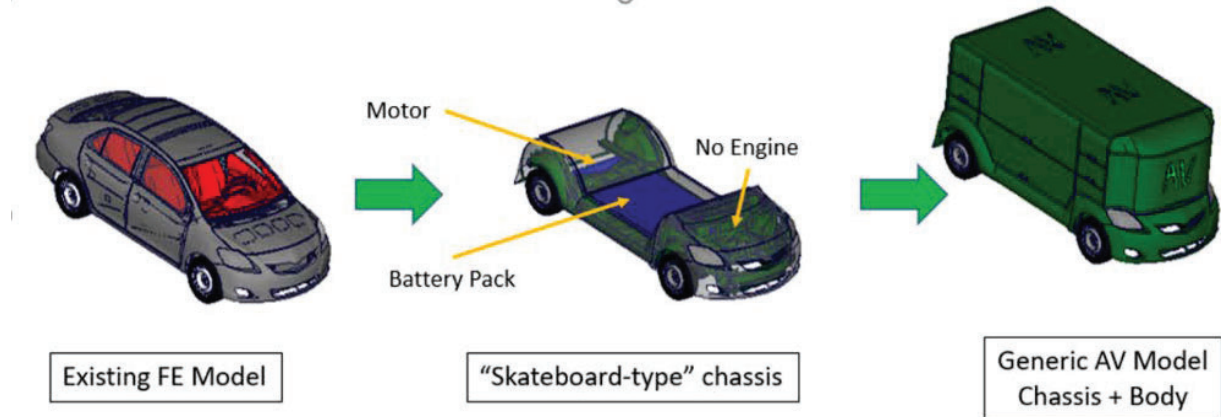 Motor
No Engine
Battery Pack
AV
AV
AV
Existing FE Model
“Skateboard-type” chassis
Generic AV Model
Chassis + Body